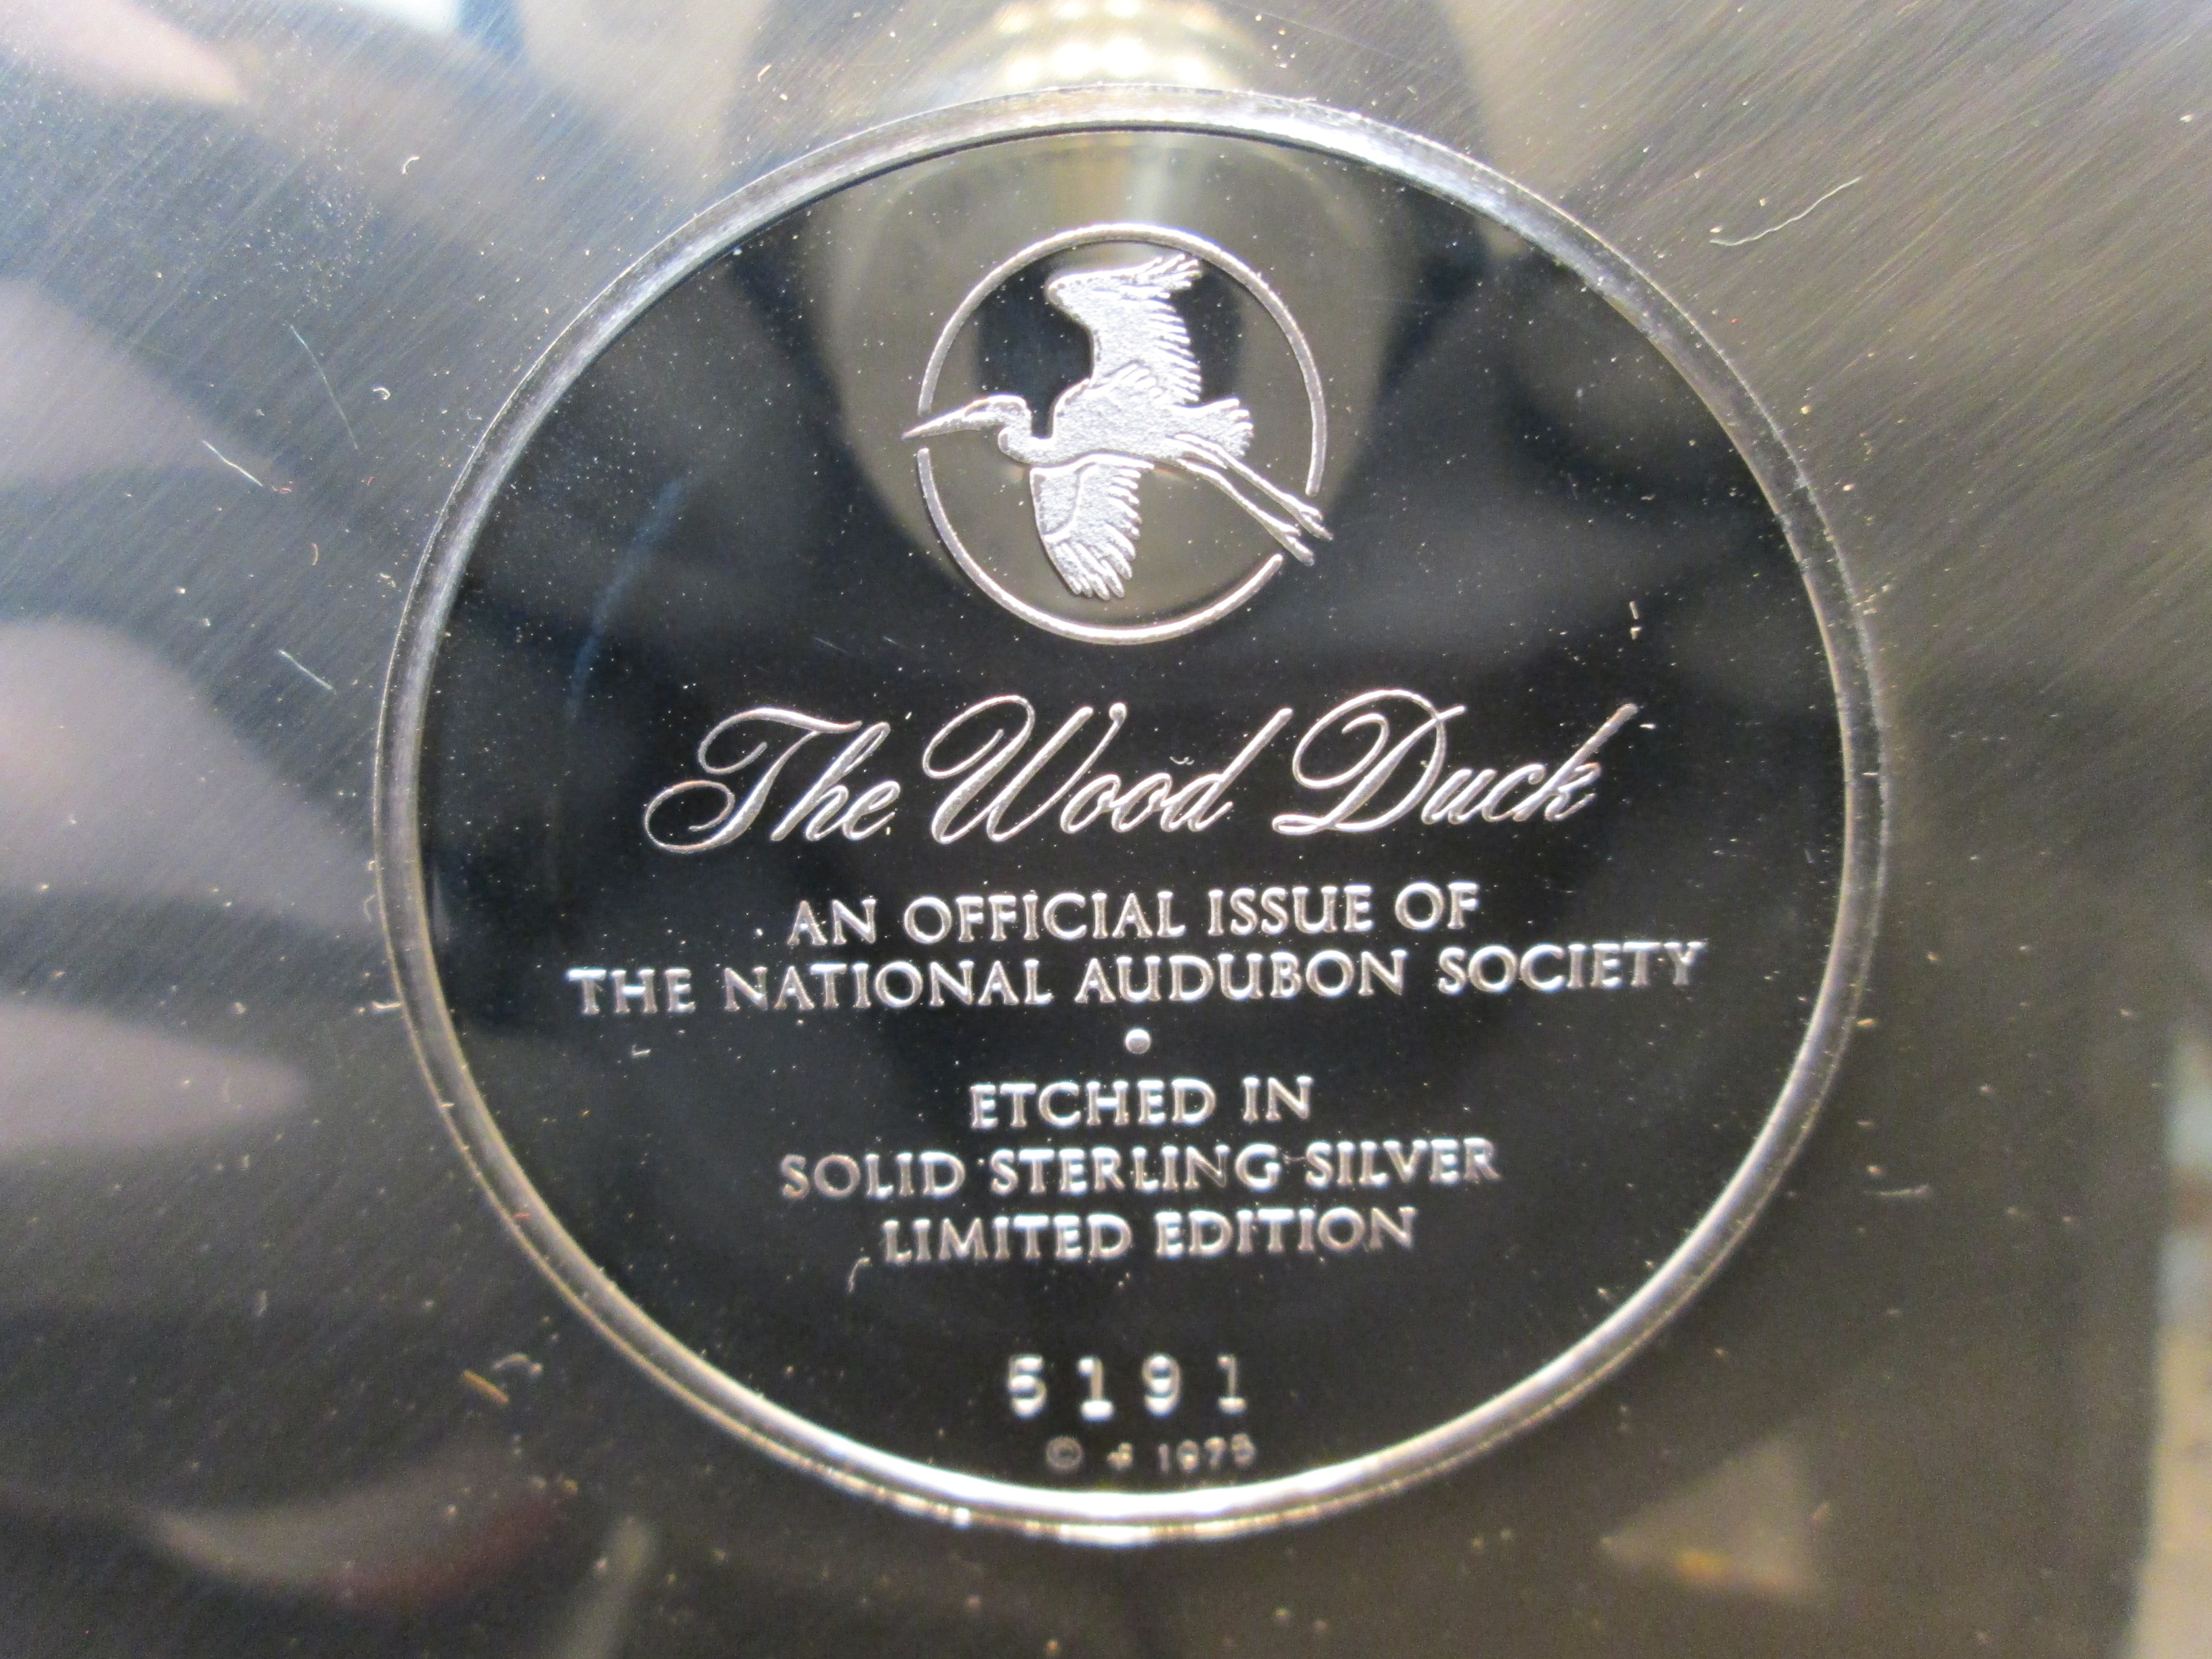 The Wood Duck
AN OFFICIAL ISSUE OF
THE NATIONAL AUDUBON SOCIETY
•
ETCHED IN
SOLID STERLING SILVER
LIMITED EDITION
5191
©